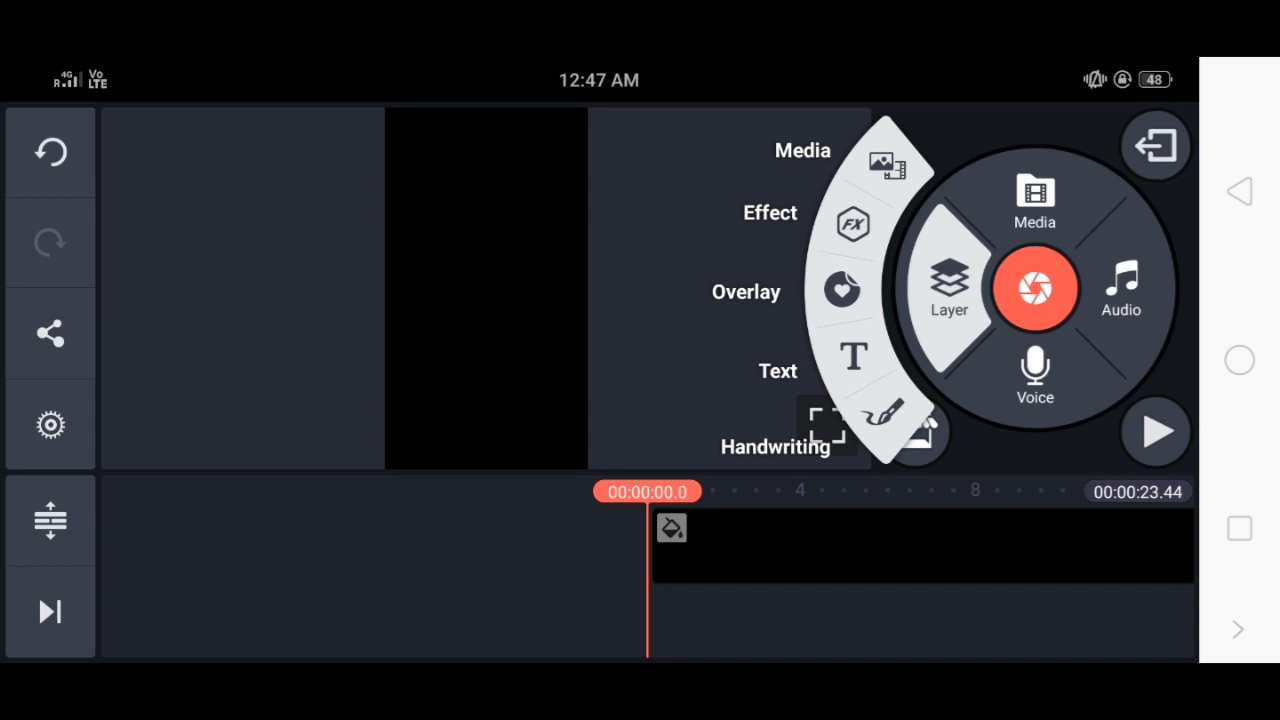 4G
R
Vo
LTE
12:47 AM
48
Media
Effect
Overlay
Text
Handwriting
FX
T
Media
Layer
Audio
Voice
00:00:00.0
4
8
00:00:23.44